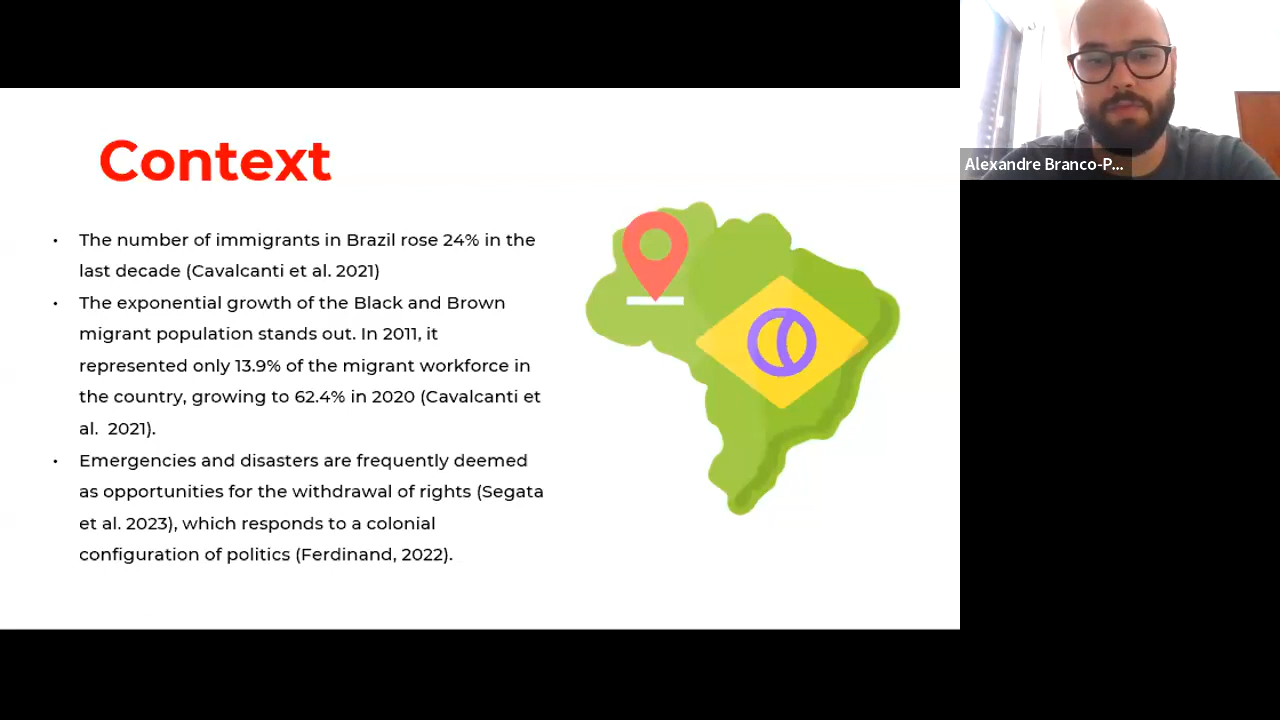 Context
• The number of immigrants in Brazil rose 24% in the
last decade (Cavalcanti et al. 2021)
• The exponential growth of the Black and Brown
migrant population stands out. In 2011, it
represented only 13.9% of the migrant workforce in
the country, growing to 62.4% in 2020 (Cavalcanti et
al.  2021).
• Emergencies and disasters are frequently deemed
as opportunities for the withdrawal of rights (Segata
et al. 2023), which responds to a colonial
configuration of politics (Ferdinand, 2022).
Alexandre Branco-P...